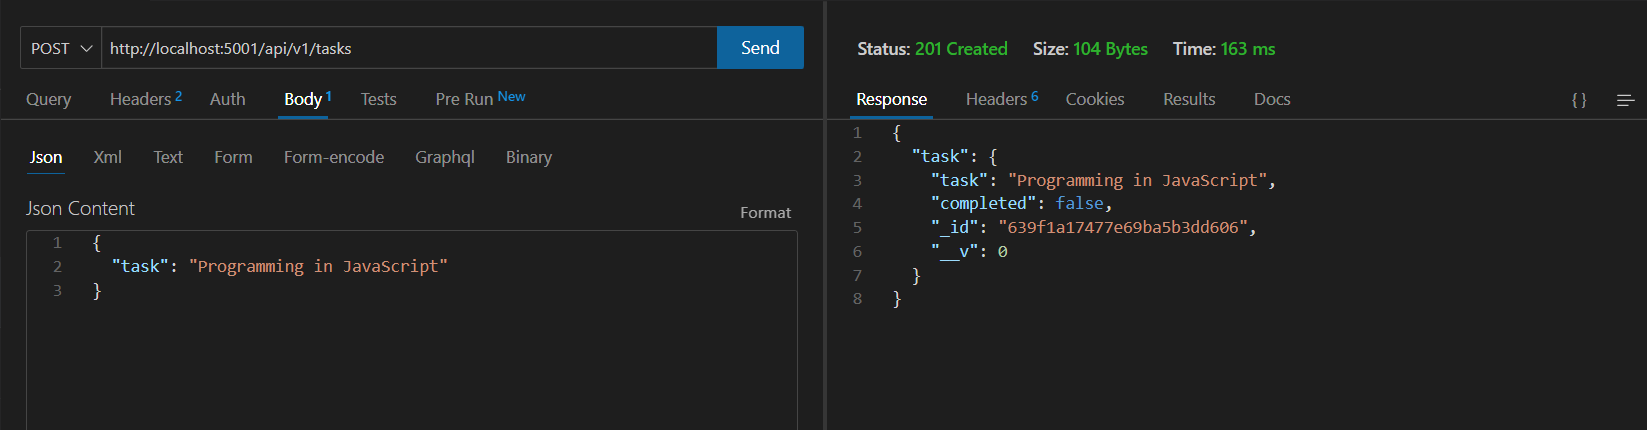 POST http://localhost:5001/api/v1/tasks Send
Query Headers 2 Auth Body 1 Tests Pre Run New
Json Xml Text Form Form-encode Graphql Binary
Json Content
Format
1 {
2 "task": "Programming in JavaScript"
3 }
Status: 201 Created Size: 104 Bytes Time: 163 ms
Response Headers 6 Cookies Results Docs { }
1 {
2 "task": {
3 "task": "Programming in JavaScript",
4 "completed": false,
5 "_id": "639f1a17477e69ba5b3dd606",
6 "__v": 0
7 }
8 }